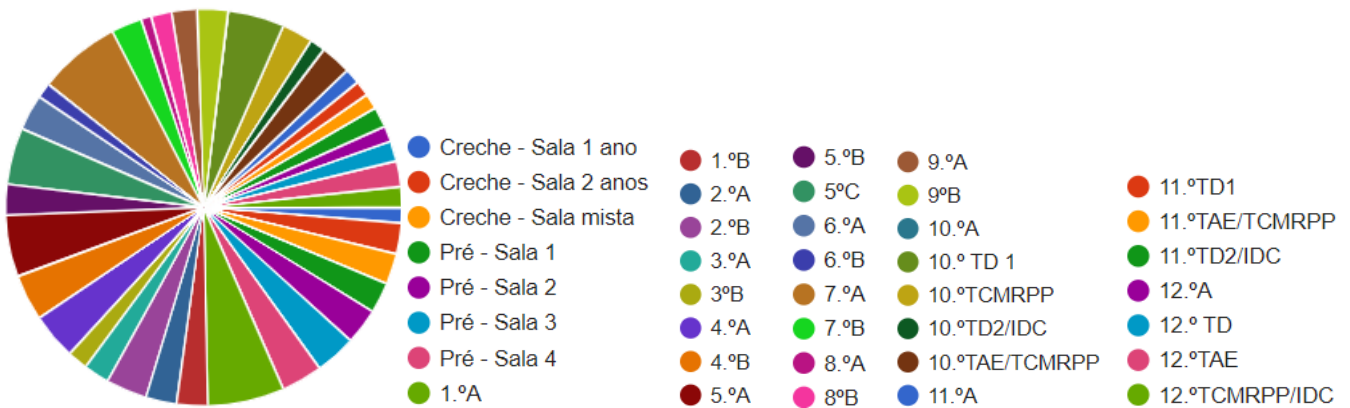 Creche - Sala 1 ano
Creche - Sala 2 anos
Creche - Sala mista
Pré - Sala 1
Pré - Sala 2
Pré - Sala 3
Pré - Sala 4
1.ºA
1.ºB
2.ºA
2.ºB
3.ºA
3ºB
4.ºA
4.ºB
5.ºA
5.ºB
5ºC
6.ºA
6.ºB
7.ºA
7.ºB
8.ºA
8ºB
9.ºA
9ºB
10.ºA
10.º TD 1
10.ºTCMRPP
10.ºTD2/IDC
10.ºTAE/TCMRPP
11.ºA
11.ºTD1
11.ºTAE/TCMRPP
11.ºTD2/IDC
12.ºA
12.º TD
12.ºTAE
12.ºTCMRPP/IDC